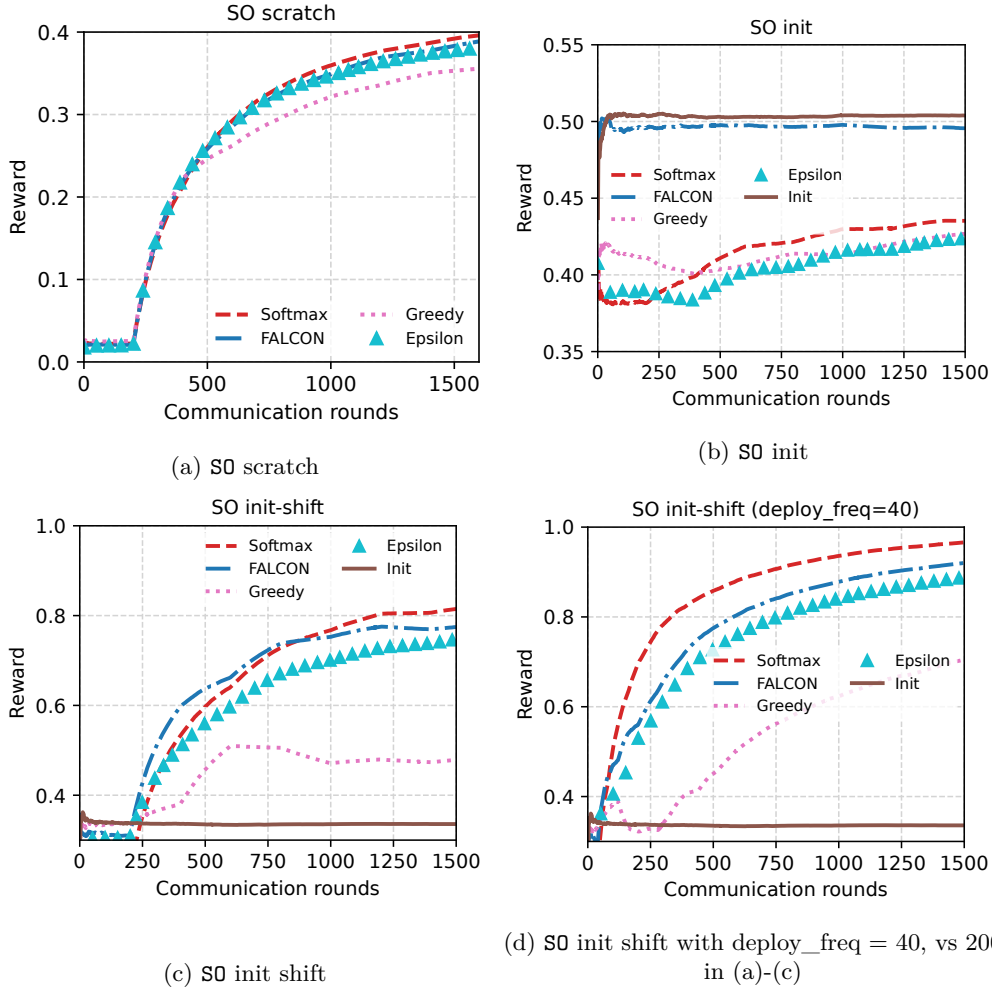 SO scratch
0.4
0.3
0.2
0.1
0.0
Reward
Softmax
FALCON
Greedy
Epsilon
0 500 1000 1500
Communication rounds
(a) SO scratch
SO init
0.55
0.50
0.45
0.40
0.35
Reward
Softmax
FALCON
Greedy
Epsilon
Init
0 250 500 750 1000 1250 1500
Communication rounds
(b) SO init
SO init-shift
1.0
0.8
0.6
0.4
Reward
Softmax
FALCON
Greedy
Epsilon
Init
0 250 500 750 1000 1250 1500
Communication rounds
(c) SO init shift
SO init-shift (deploy_freq=40)
1.0
0.8
0.6
0.4
Reward
Softmax
FALCON
Greedy
Epsilon
Init
0 250 500 750 1000 1250 1500
Communication rounds
(d) SO init shift with deploy_freq = 40, vs 200
in (a)-(c)